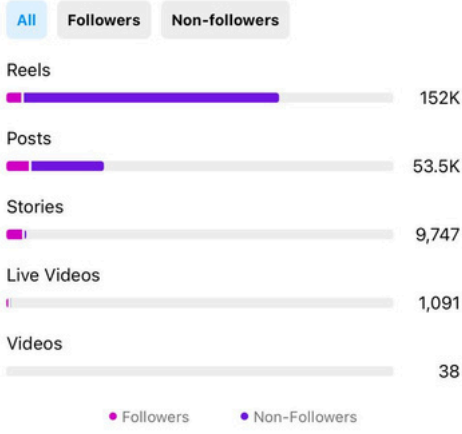 All Followers Non-followers
Reels
152K
Posts
53.5K
Stories
9,747
Live Videos
1,091
Videos
38
Followers Non-Followers